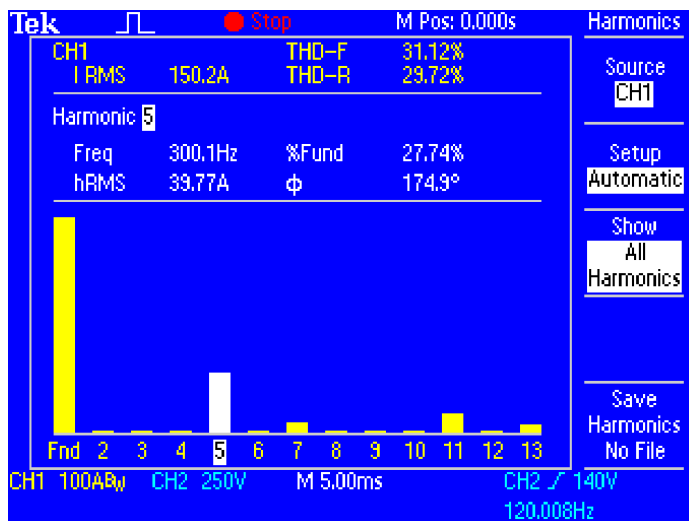 Tek Stop M Pos: 0.000s Harmonics
CH1 THD-F 31.12%
I RMS 150.2A THD-R 29.72%
Source
CH1
Harmonic 5
Freq 300.1Hz %Fund 27.74%
hRMS 39.77A ϕ 174.9°
Setup
Automatic
Show
All
Harmonics
Save
Harmonics
No File
Fnd 2 3 4 5 6 7 8 9 10 11 12 13
CH1 100ABw CH2 250V M 5.00ms CH2 / 140V
120.008Hz